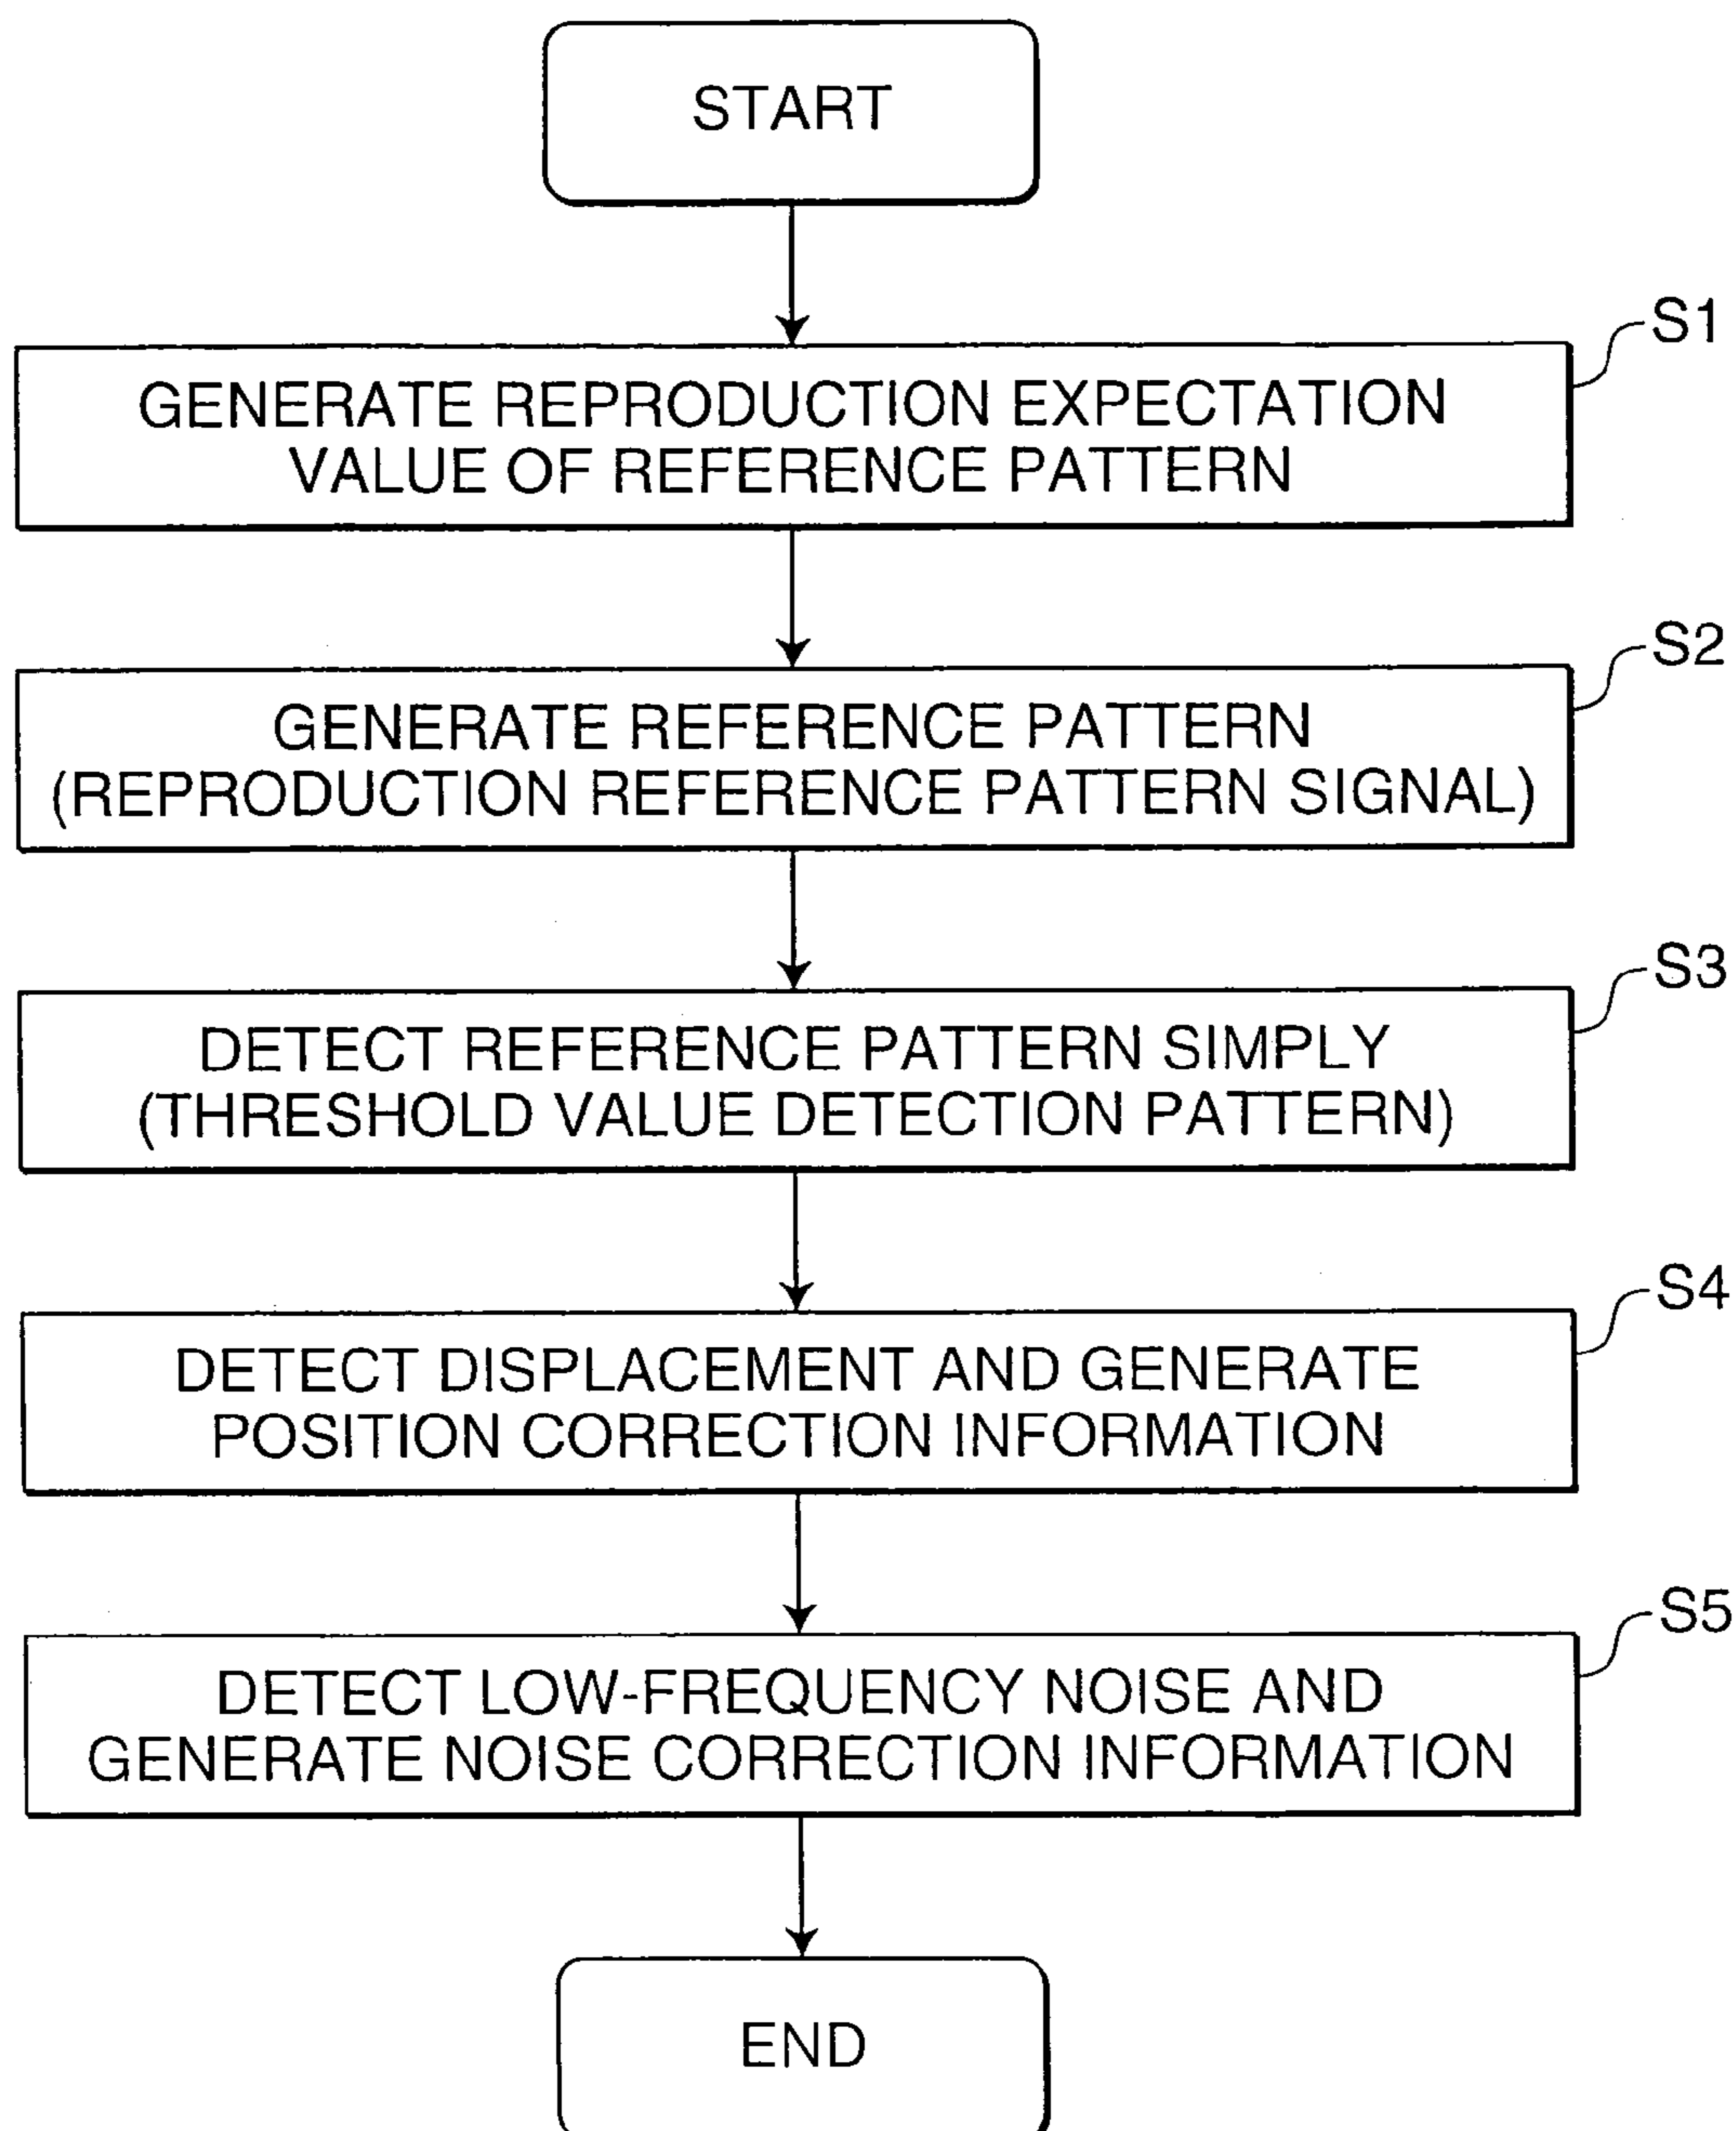 START
S1
GENERATE REPRODUCTION EXPECTATION
VALUE OF REFERENCE PATTERN
S2
GENERATE REFERENCE PATTERN
(REPRODUCTION REFERENCE PATTERN SIGNAL)
S3
DETECT REFERENCE PATTERN SIMPLY
(THRESHOLD VALUE DETECTION PATTERN)
S4
DETECT DISPLACEMENT AND GENERATE
POSITION CORRECTION INFORMATION
S5
DETECT LOW-FREQUENCY NOISE AND
GENERATE NOISE CORRECTION INFORMATION
END